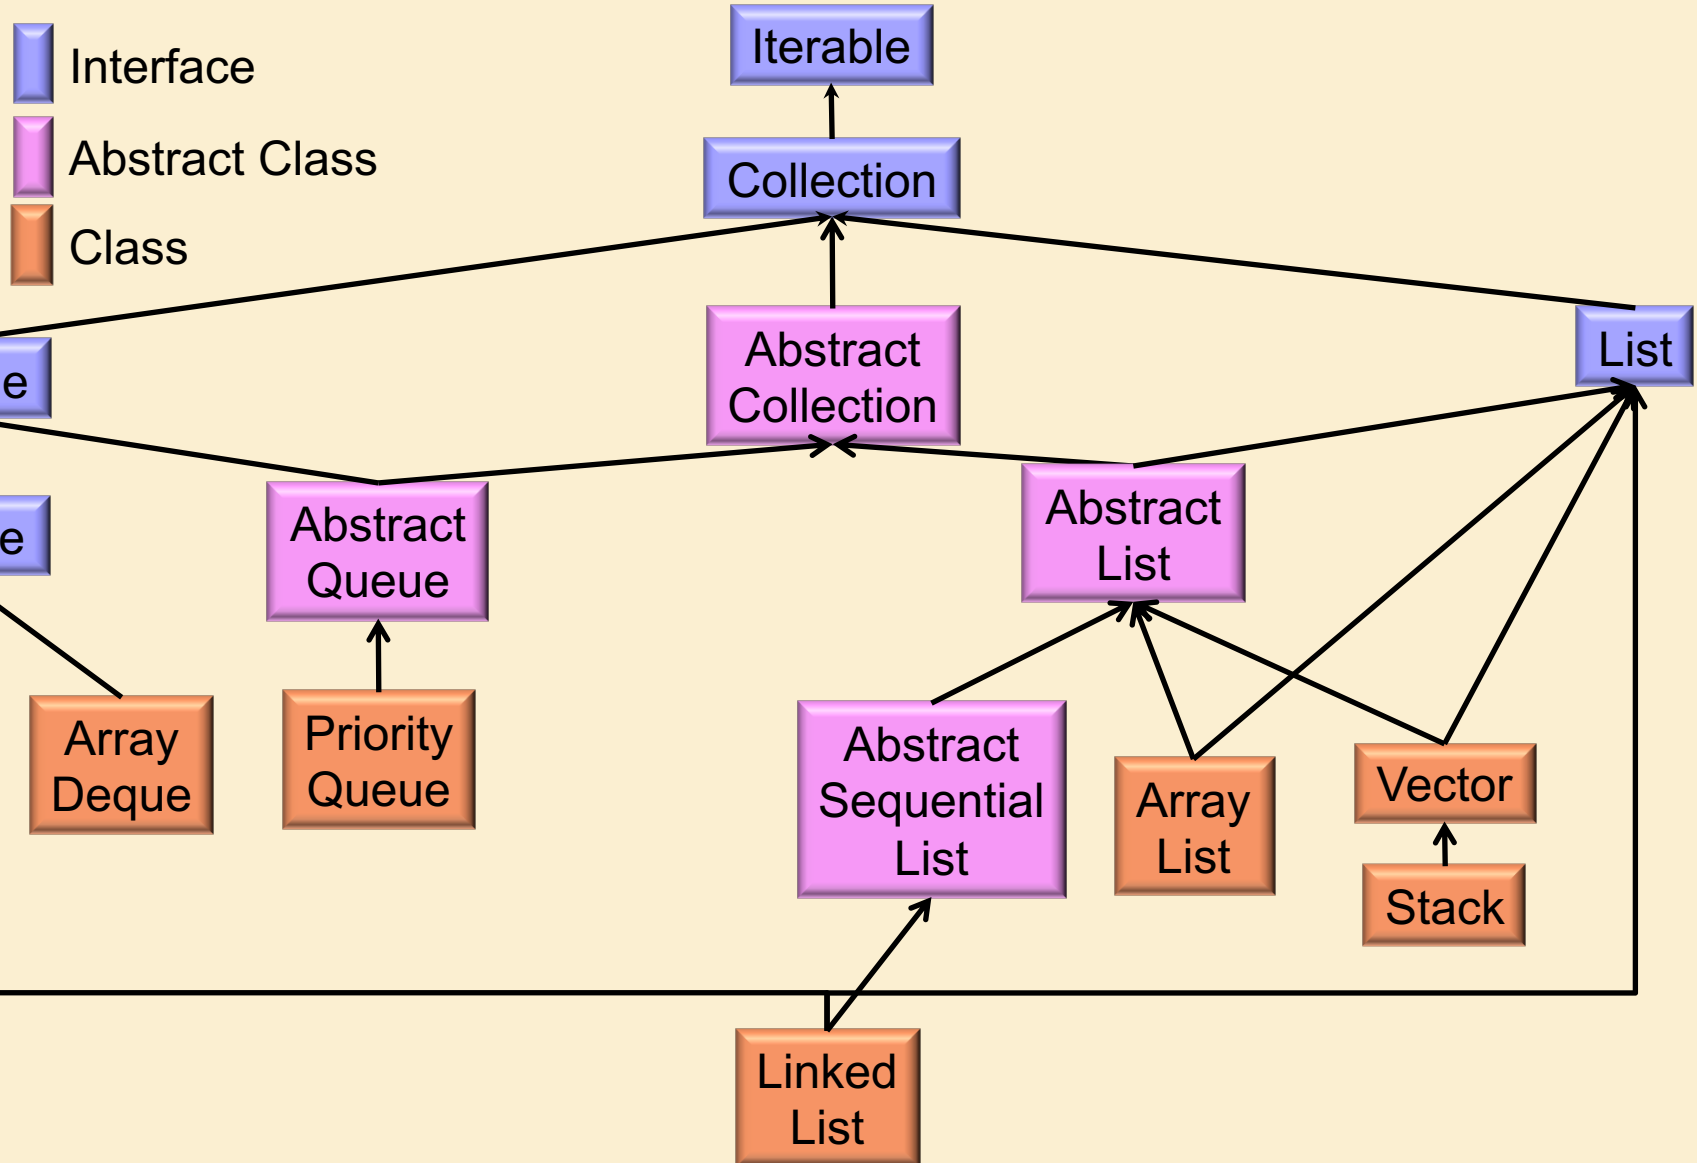 Interface
Abstract Class
Class
Iterable
Collection
Abstract
Collection
List
e
Abstract
Queue
Abstract
List
e
Array
Deque
Priority
Queue
Abstract
Sequential
List
Array
List
Vector
Stack
Linked
List